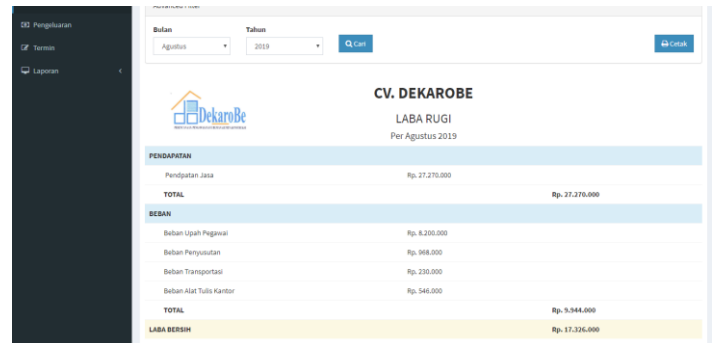 Advanced Filter
Pengeluaran
Termin
Laporan
Bulan Tahun
Agustus 2019 Cari Cetak
DekaroBe
CV. DEKAROBE
LABA RUGI
Per Agustus 2019
PENDAPATAN
Pendpatan Jasa Rp. 27.270.000
TOTAL Rp. 27.270.000
BEBAN
Beban Upah Pegawai Rp. 8.200.000
Beban Penyusutan Rp. 968.000
Beban Transportasi Rp. 230.000
Beban Alat Tulis Kantor Rp. 546.000
TOTAL Rp. 9.944.000
LABA BERSIH Rp. 17.326.000